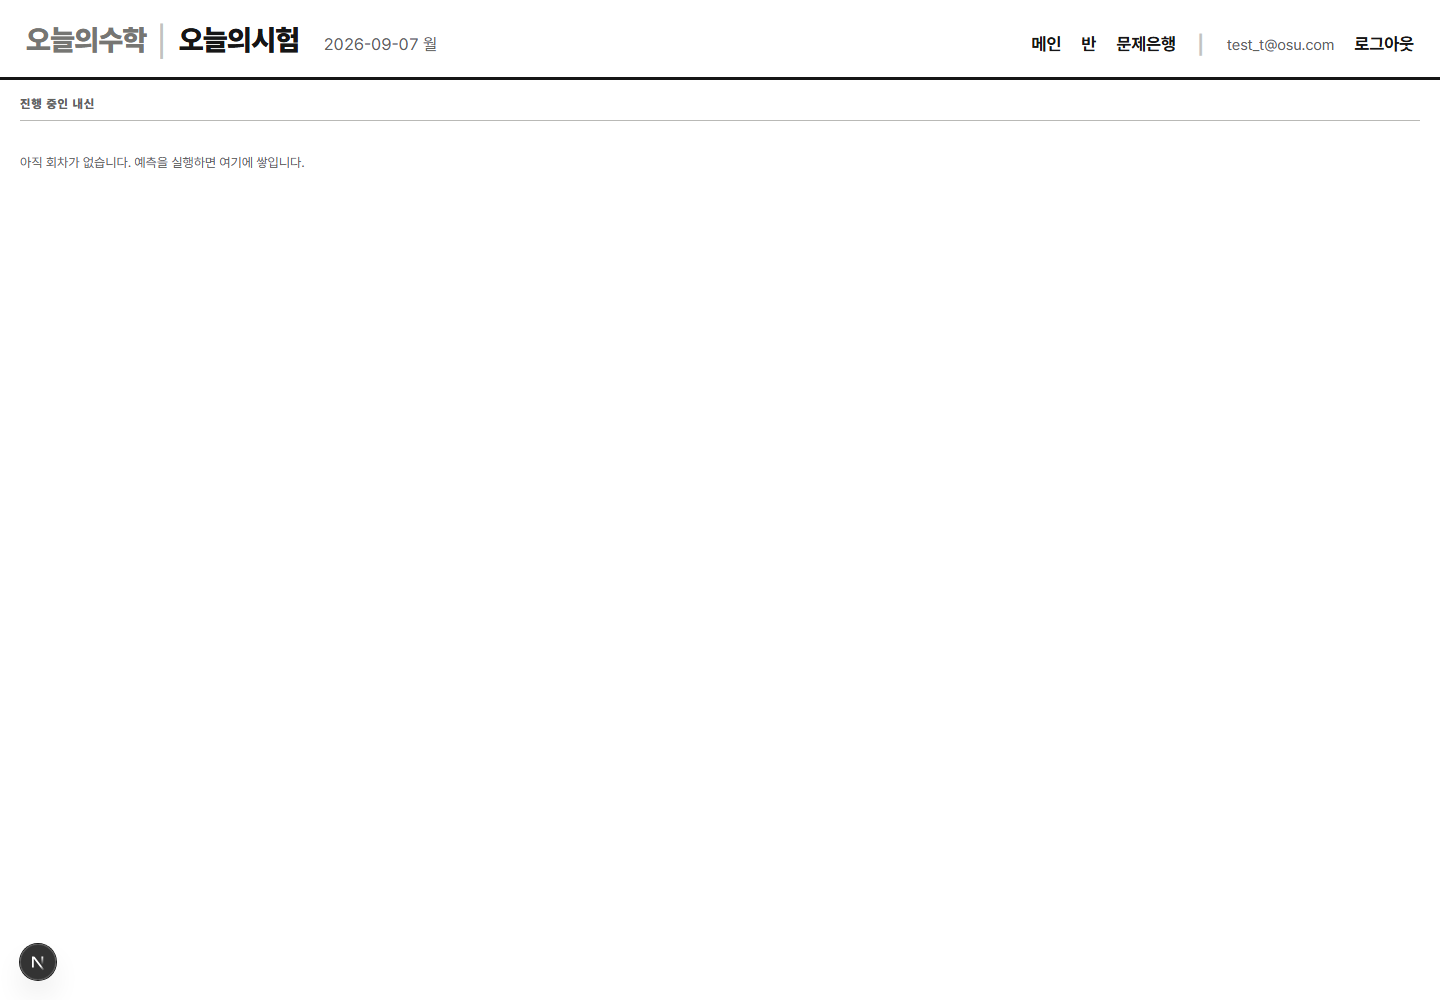 오늘의수학 | 오늘의시험 2026-09-07 월 메인 반 문제은행 | test_t@osu.com 로그아웃
진행 중인 내신
아직 회차가 없습니다. 예측을 실행하면 여기에 쌓입니다.
N